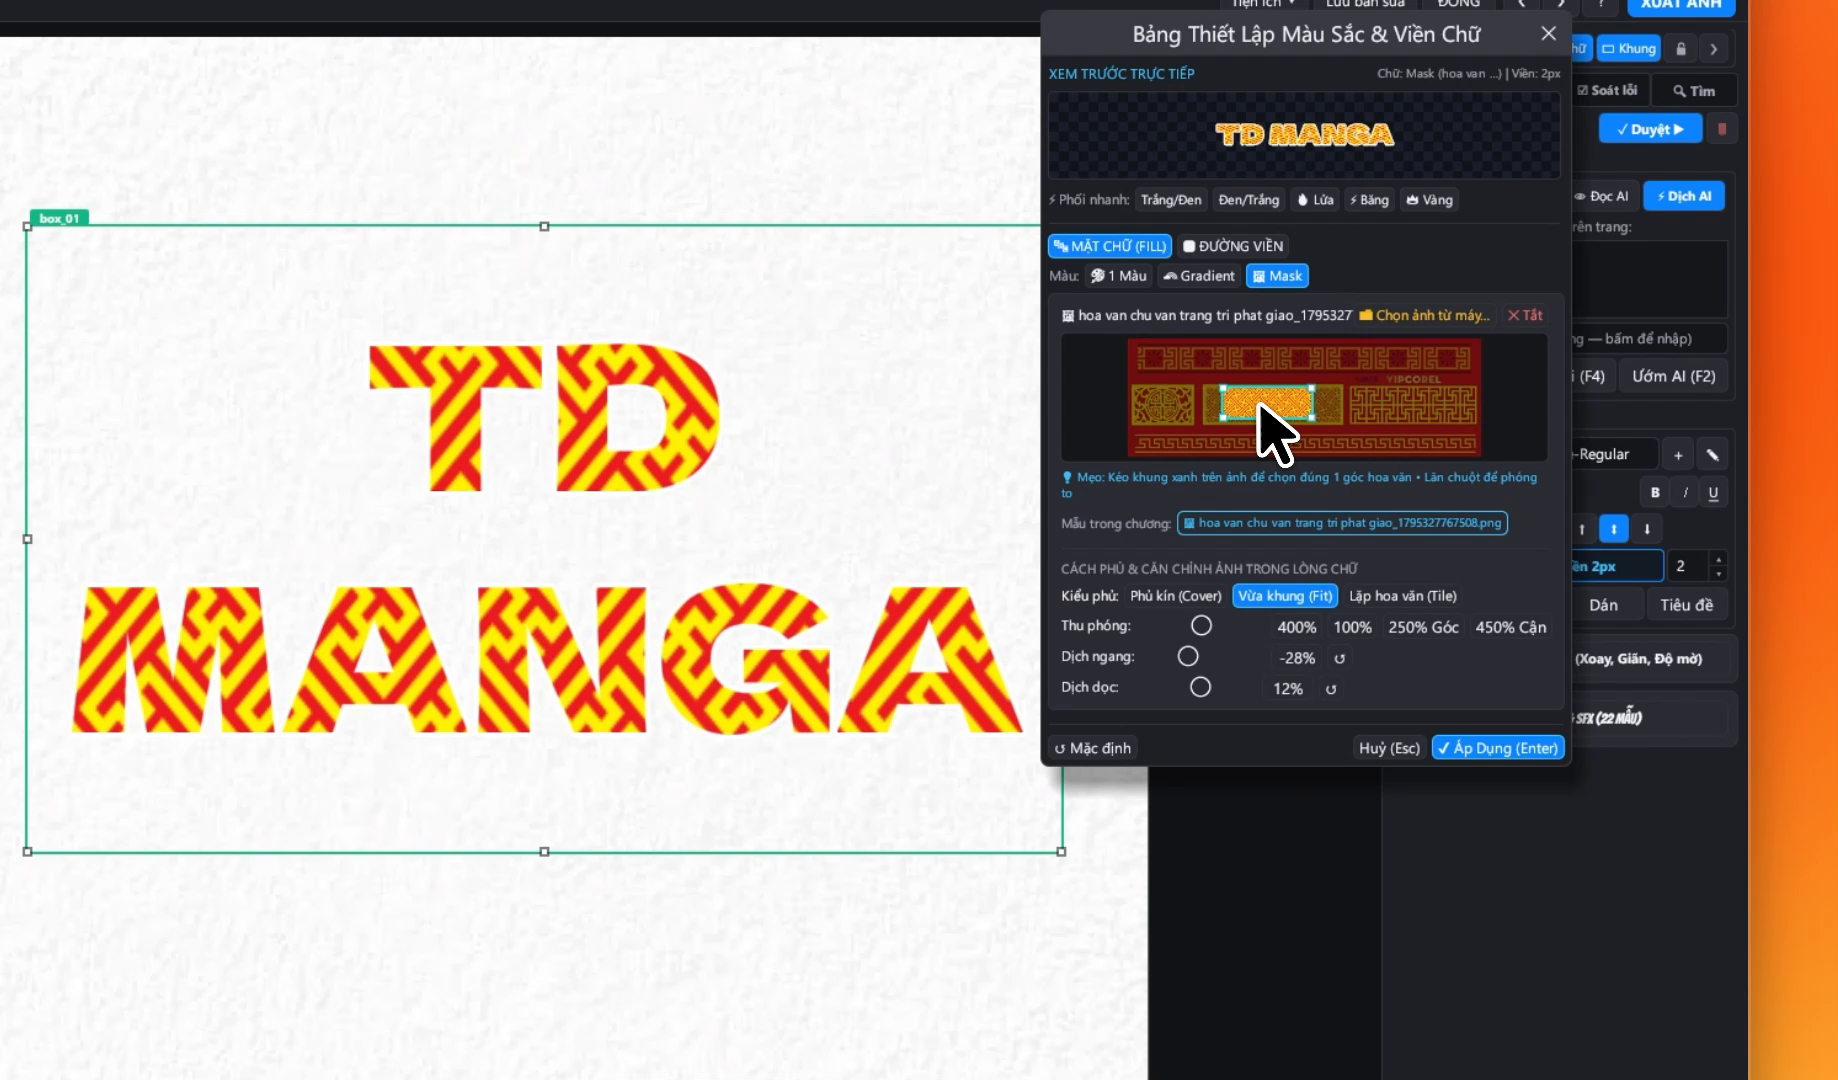 Tiện ích
Lưu bản sửa
ĐÓNG
?
XUẤT ẢNH
Bảng Thiết Lập Màu Sắc & Viền Chữ
Khung
XEM TRƯỚC TRỰC TIẾP
Chữ: Mask (hoa van ...) | Viền: 2px
Soát lỗi
Tìm
TD MANGA
✓ Duyệt ▶
⚡ Phối nhanh:
Trắng/Đen
Đen/Trắng
Lửa
⚡ Băng
Vàng
Đọc AI
⚡ Dịch AI
box_01
rên trang:
MẶT CHỮ (FILL)
ĐƯỜNG VIỀN
Màu:
1 Màu
Gradient
Mask
hoa van chu van trang tri phat giao_1795327
Chọn ảnh từ máy...
Tắt
ng — bấm để nhập)
VIPCOREL
i (F4)
Ướm AI (F2)
TD
MANGA
-Regular
+
Mẹo: Kéo khung xanh trên ảnh để chọn đúng 1 góc hoa văn • Lăn chuột để phóng
to
B
I
U
Mẫu trong chương:
hoa van chu van trang tri phat giao_1795327767508.png
CÁCH PHỦ & CĂN CHỈNH ẢNH TRONG LÒNG CHỮ
ền 2px
2
Kiểu phủ:
Phủ kín (Cover)
Vừa khung (Fit)
Lặp hoa văn (Tile)
Dán
Tiêu đề
Thu phóng:
400%
100%
250% Góc
450% Cận
Dịch ngang:
-28%
↺
(Xoay, Giãn, Độ mờ)
Dịch dọc:
12%
↺
SFX (22 MẪU)
↺ Mặc định
Huỷ (Esc)
✓ Áp Dụng (Enter)